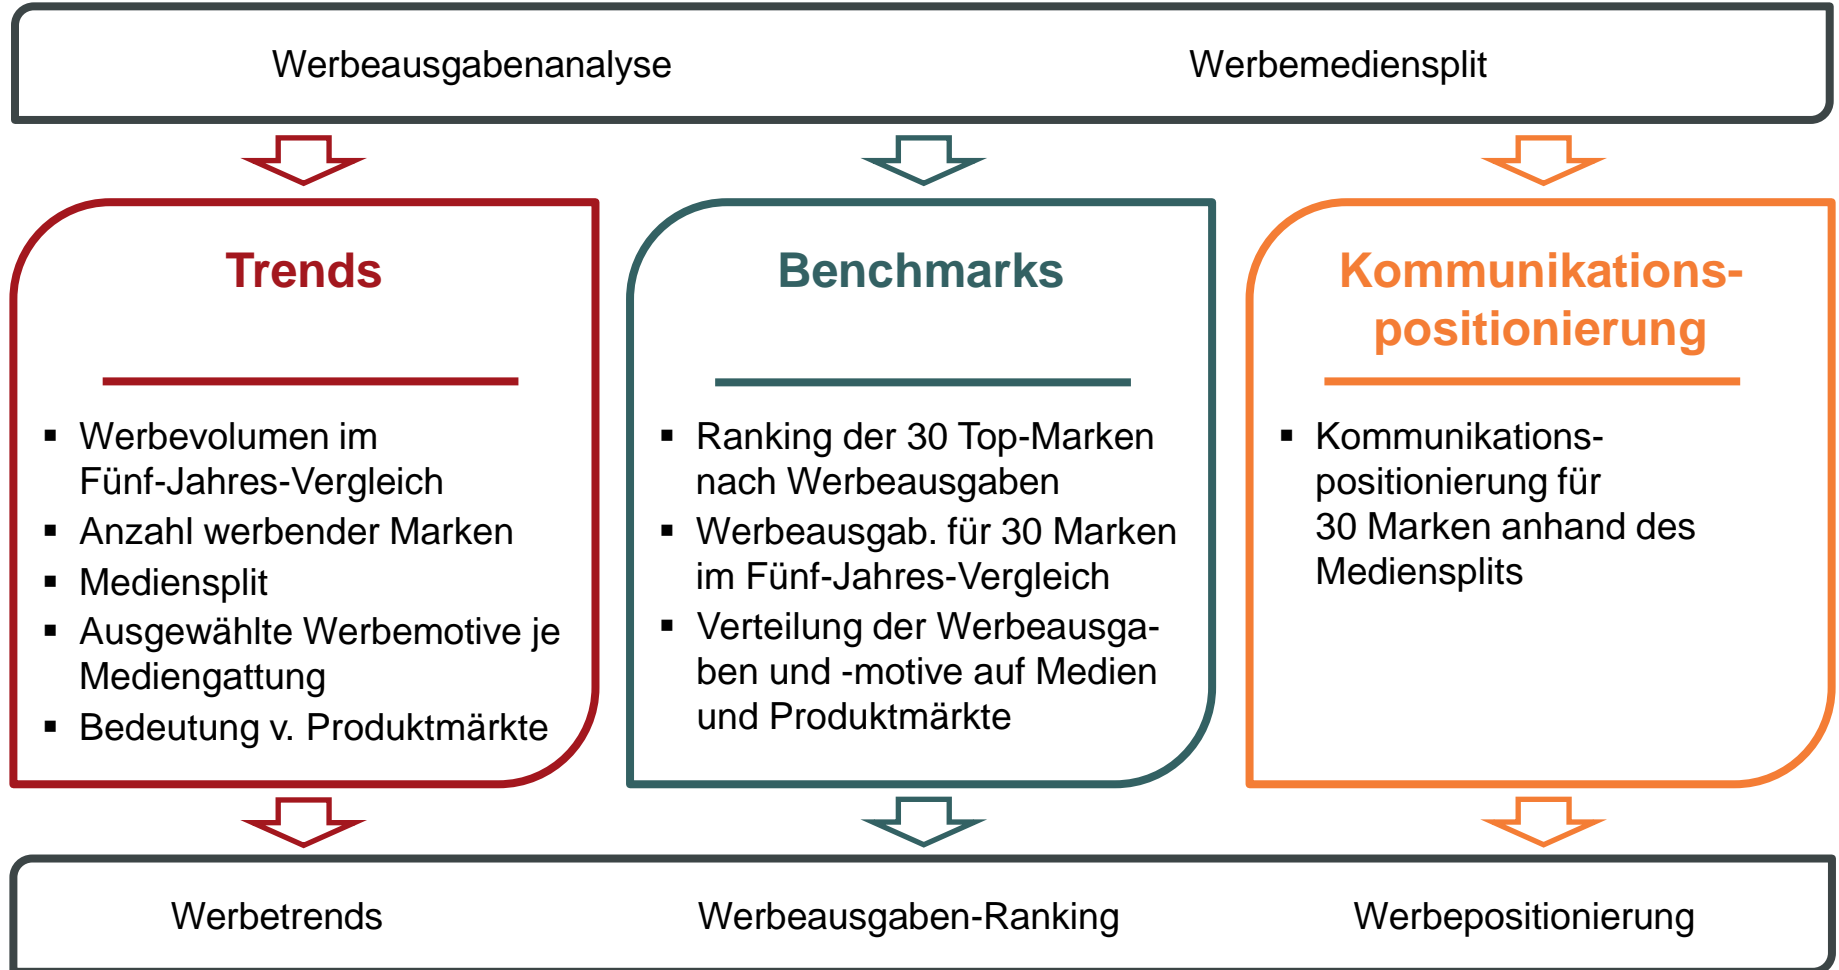 Werbeausgabenanalyse
Werbemediensplit
Trends
▪ Werbevolumen im
Fünf-Jahres-Vergleich
▪ Anzahl werbender Marken
▪ Mediensplit
▪ Ausgewählte Werbemotive je
Mediengattung
▪ Bedeutung v. Produktmärkte
Benchmarks
▪ Ranking der 30 Top-Marken
nach Werbeausgaben
▪ Werbeausgab. für 30 Marken
im Fünf-Jahres-Vergleich
▪ Verteilung der Werbeausga-
ben und -motive auf Medien
und Produktmärkte
Kommunikations-
positionierung
▪ Kommunikations-
positionierung für
30 Marken anhand des
Mediensplits
Werbetrends
Werbeausgaben-Ranking
Werbepositionierung